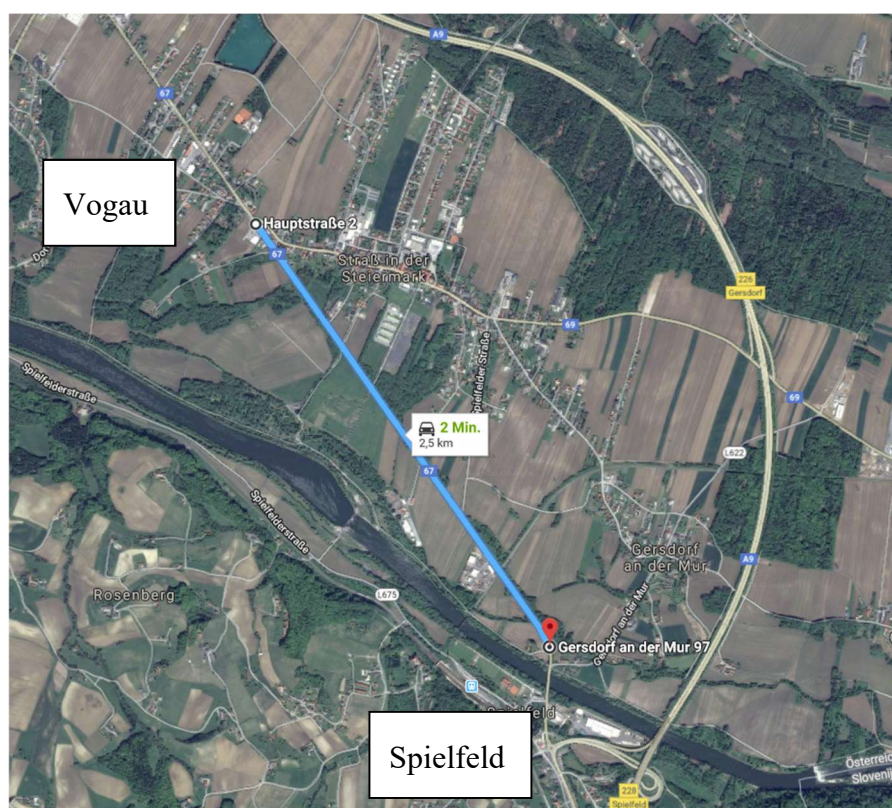 A9
67
Vogau
Hauptstraße 2
67
Straß in der
Steiermark
226
Gersdorf
69
Spielfelder Straße
Spielfelderstraße
69
2 Min.
2,5 km
L622
67
Spielfelderstraße
Gersdorf
an der Mur
A9
Rosenberg
L675
Gersdorf an der Mur
Gersdorf an der Mur 97
Spielfeld
Österreich
Slovenij
228
Spielfeld